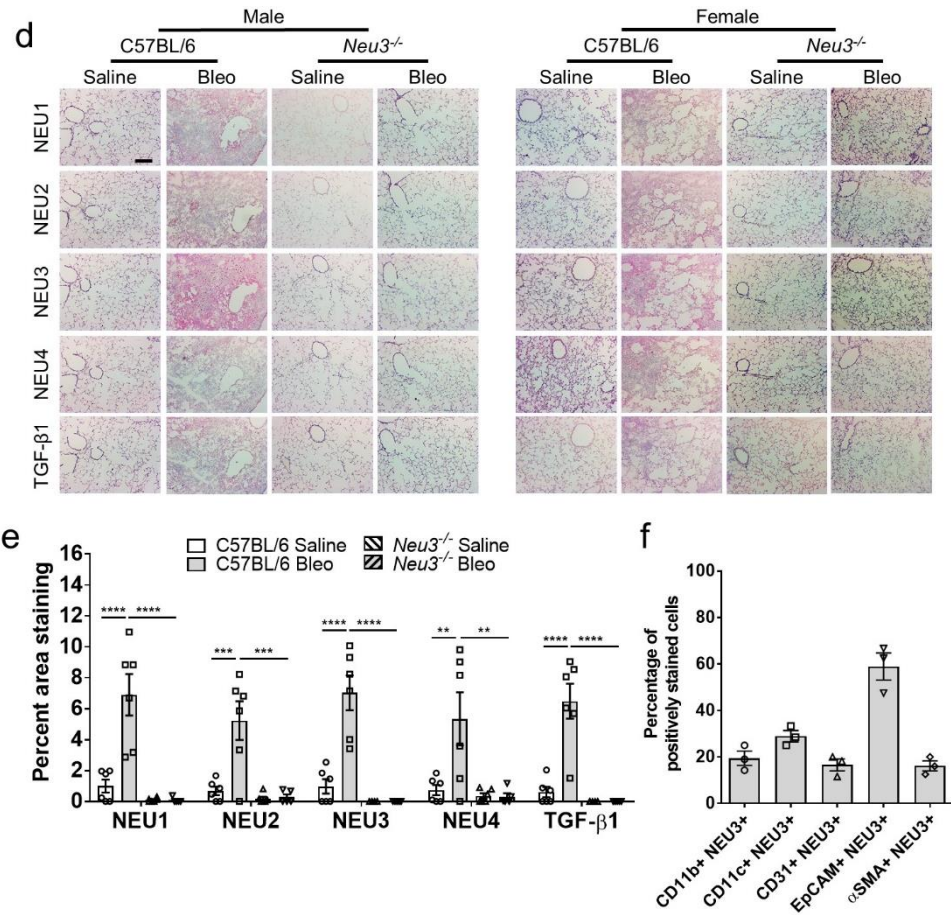 d
Male
Female
C57BL/6 Neu3-/-
C57BL/6 Neu3-/-
Saline Bleo Saline Bleo
Saline Bleo Saline Bleo
NEU1
NEU2
NEU3
NEU4
TGF-β1
e
C57BL/6 Saline Neu3-/- Saline
C57BL/6 Bleo Neu3-/- Bleo
Percent area staining
16
14
12
10
8
6
4
2
0
**** ****
*** ***
**** ****
** **
**** ****
NEU1 NEU2 NEU3 NEU4 TGF-β1
f
Percentage of
positively stained cells
100
80
60
40
20
0
CD11b+ NEU3+
CD11c+ NEU3+
CD31+ NEU3+
EpCAM+ NEU3+
αSMA+ NEU3+